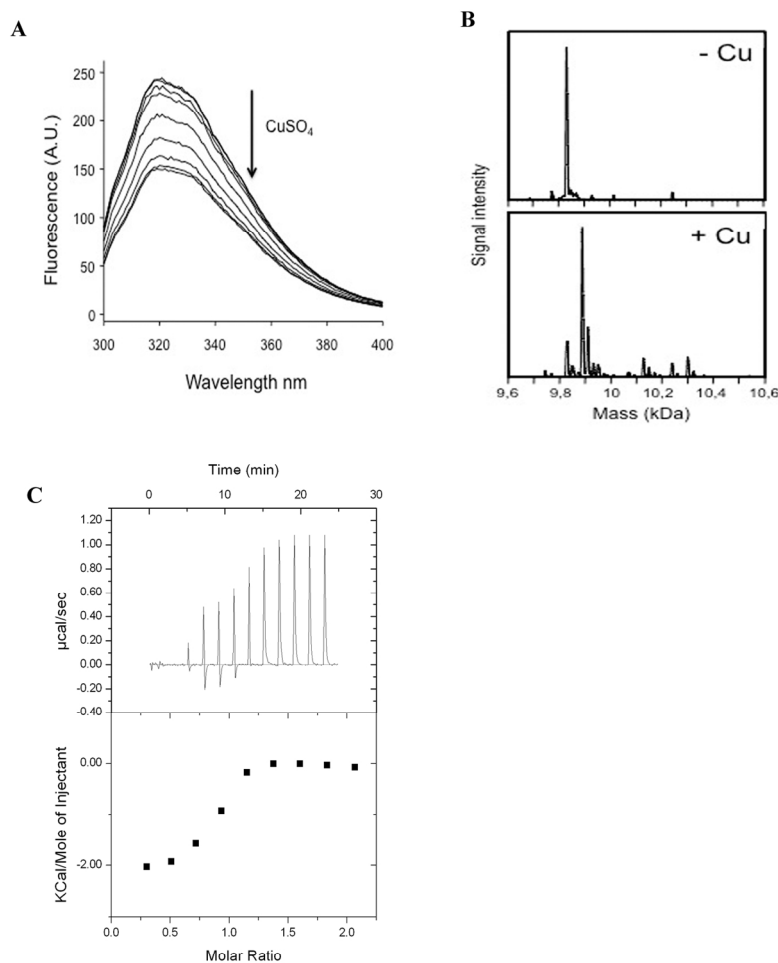 A
Fluorescence (A.U.)
250
200
150
100
50
0
CuSO4
300
320
340
360
380
400
Wavelength nm
B
Signal intensity
- Cu
+ Cu
9,6
9,8
10
10,2
10,4
10,6
Mass (kDa)
C
Time (min)
0
10
20
30
µcal/sec
1.20
1.00
0.80
0.60
0.40
0.20
0.00
-0.20
-0.40
KCal/Mole of Injectant
0.00
-2.00
0.0
0.5
1.0
1.5
2.0
Molar Ratio